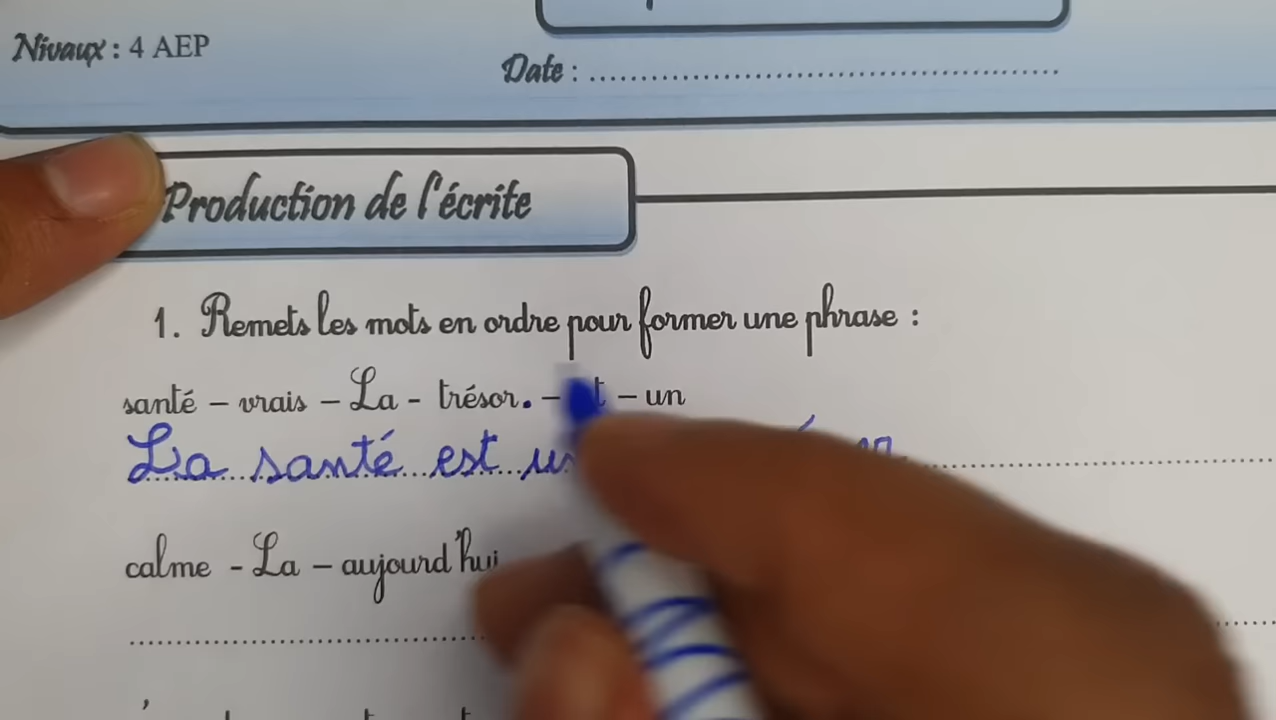 Nivaux : 4 AEP
Date :
Production de l'écrite
1. Remets les mots en ordre pour former une phrase :
santé – vrais – La - trésor. – – un
La santé est
calme - La – aujourd'hui